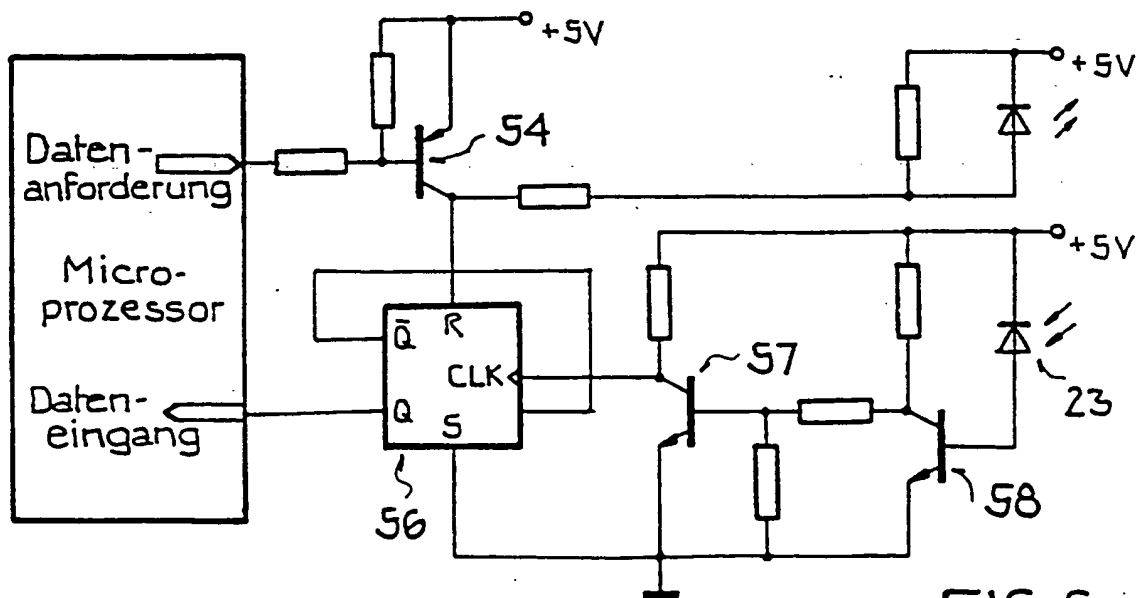 +5V
+5V
54
Daten-
anforderung
+5V
Micro-
prozessor
Q̄
R
CLK
57
23
Daten-
eingang
Q
S
56
58